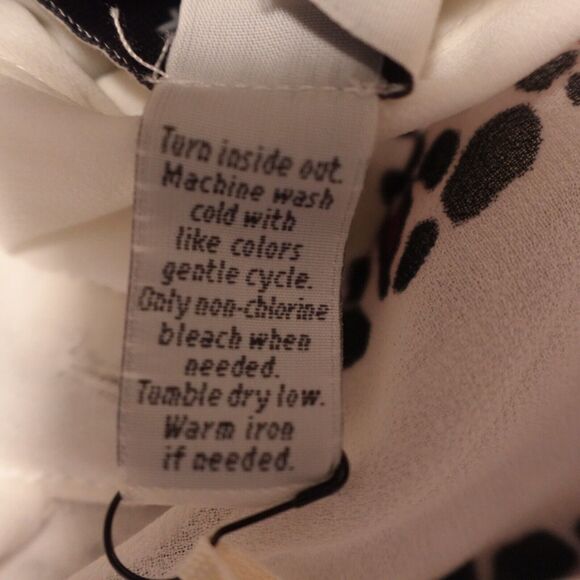 Turn inside out.
Machine wash
cold with
like colors
gentle cycle.
Only non-chlorine
bleach when
needed.
Tumble dry low.
Warm iron
if needed.